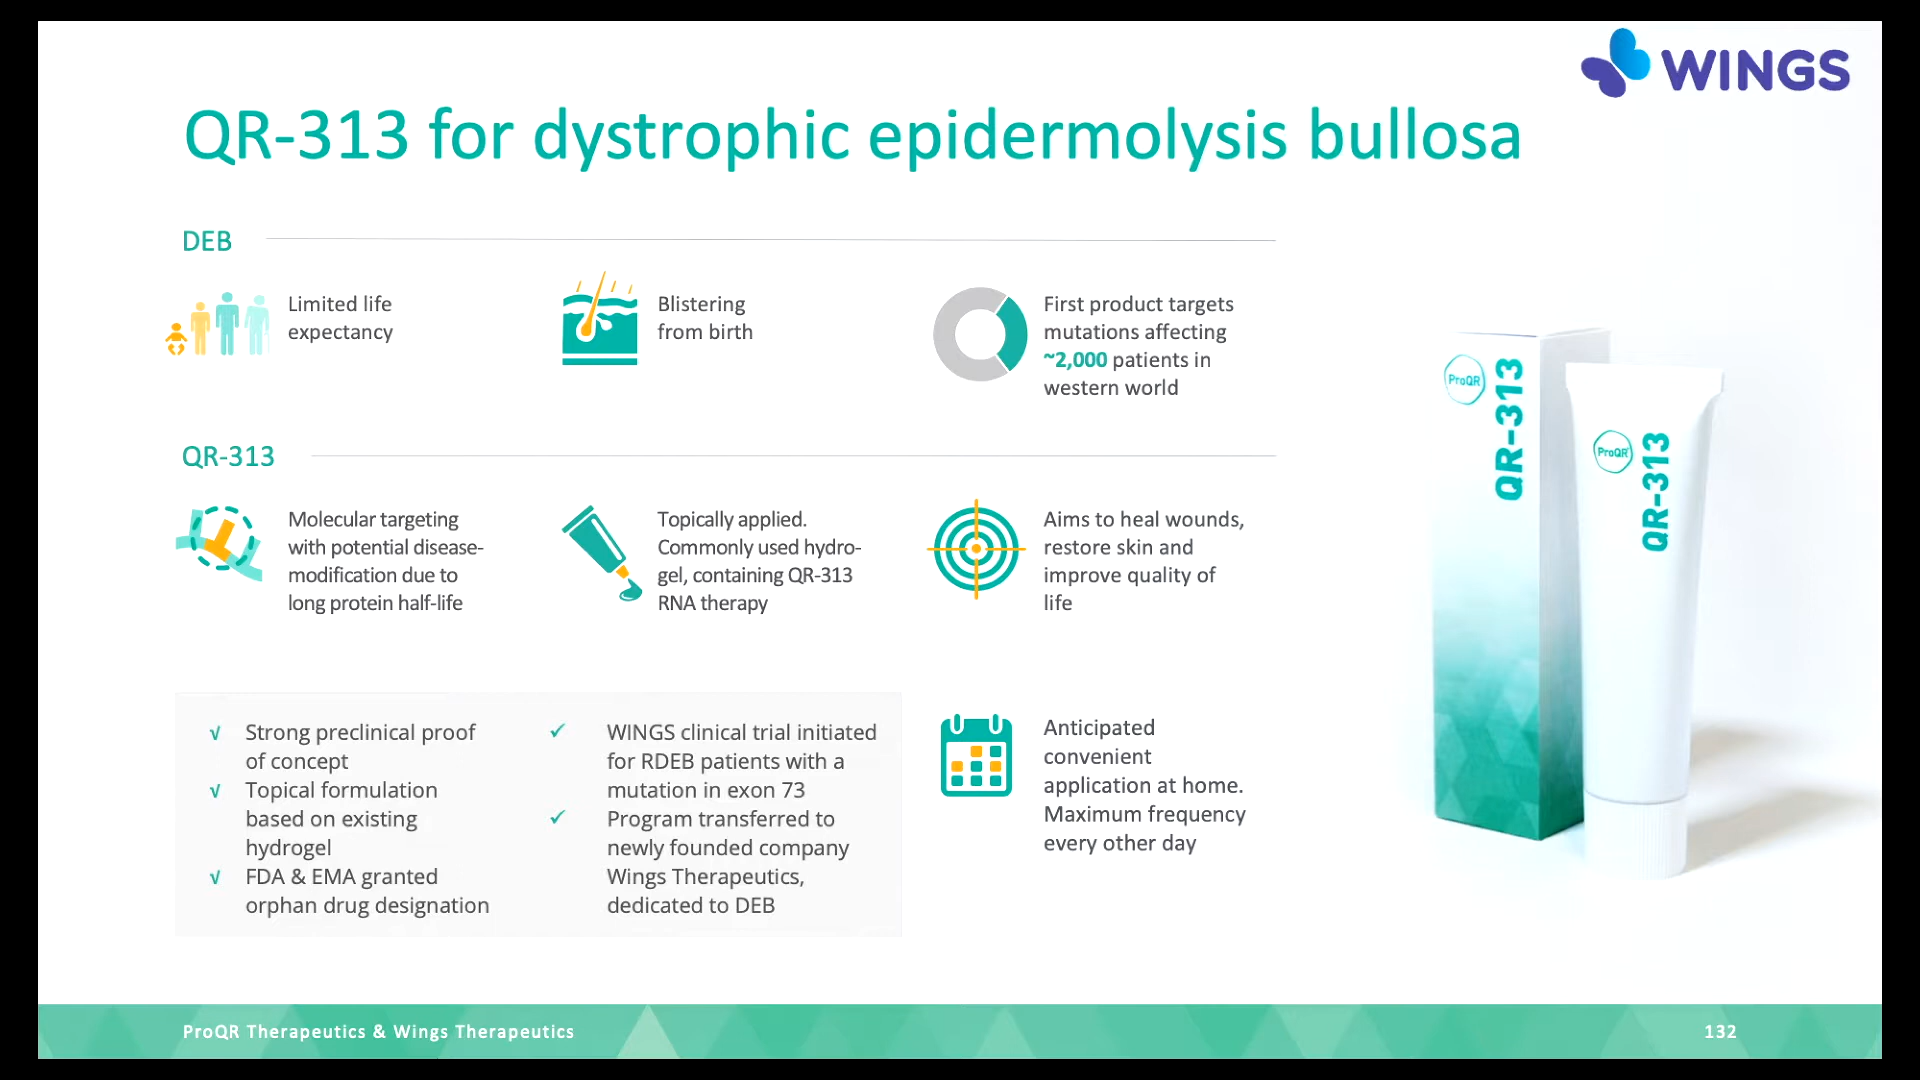 WINGS
QR-313 for dystrophic epidermolysis bullosa
DEB
Limited life
expectancy
Blistering
from birth
First product targets
mutations affecting
~2,000 patients in
western world
QR-313
Molecular targeting
with potential disease-
modification due to
long protein half-life
Topically applied.
Commonly used hydro-
gel, containing QR-313
RNA therapy
Aims to heal wounds,
restore skin and
improve quality of
life
√ Strong preclinical proof
of concept
√ Topical formulation
based on existing
hydrogel
√ FDA & EMA granted
orphan drug designation
✓ WINGS clinical trial initiated
for RDEB patients with a
mutation in exon 73
✓ Program transferred to
newly founded company
Wings Therapeutics,
dedicated to DEB
Anticipated
convenient
application at home.
Maximum frequency
every other day
ProQR
QR-313
ProQR
QR-313
ProQR Therapeutics & Wings Therapeutics
132